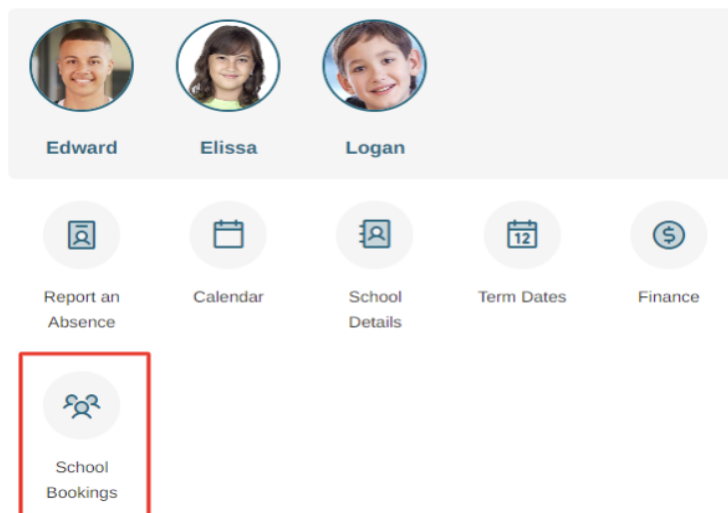 Edward Elissa Logan
Report an Absence
Calendar
School Details
12
Term Dates
$
Finance
School Bookings